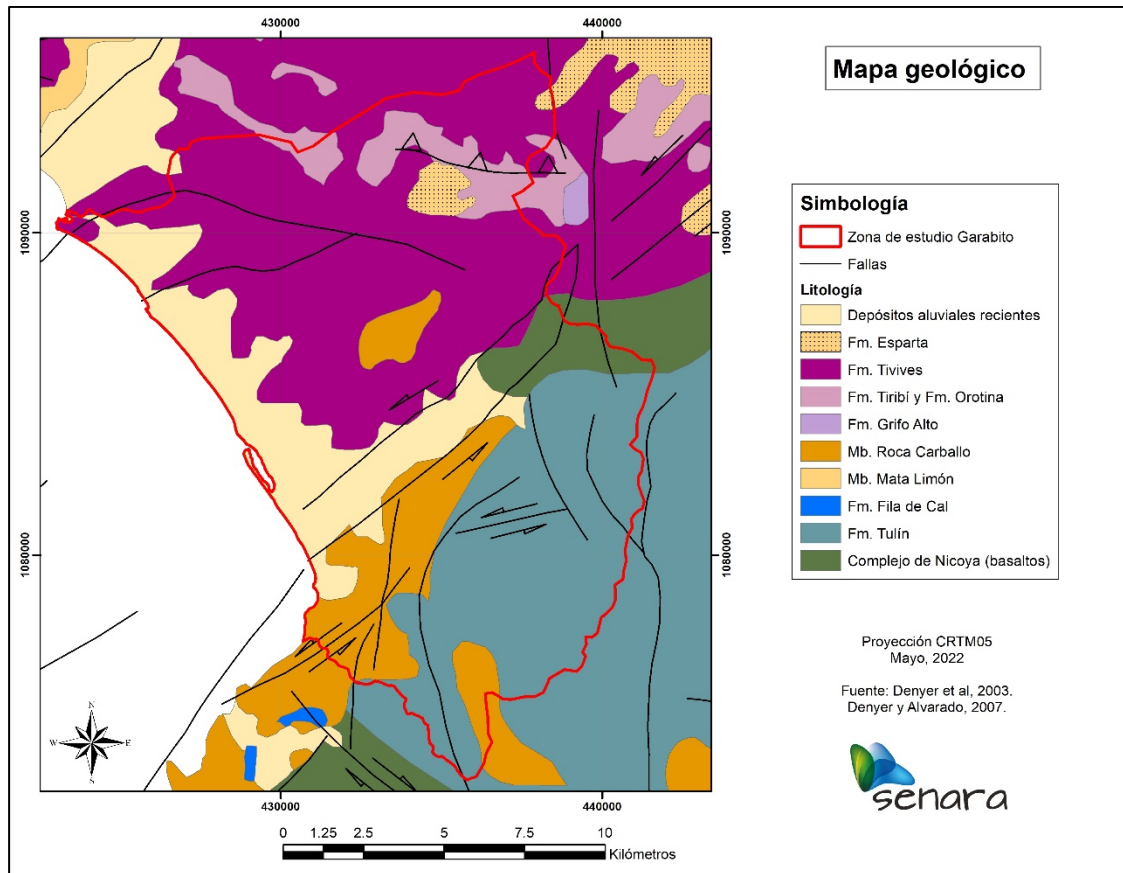 Mapa geológico
430000
440000
1090000
1090000
1080000
1080000
430000
440000
N
W
E
S
0
1.25
2.5
5
7.5
10
Kilómetros
Simbología
Zona de estudio Garabito
Fallas
Litología
Depósitos aluviales recientes
Fm. Esparta
Fm. Tivives
Fm. Tiribí y Fm. Orotina
Fm. Grifo Alto
Mb. Roca Carballo
Mb. Mata Limón
Fm. Fila de Cal
Fm. Tulín
Complejo de Nicoya (basaltos)
Proyección CRTM05
Mayo, 2022
Fuente: Denyer et al, 2003.
Denyer y Alvarado, 2007.
senara